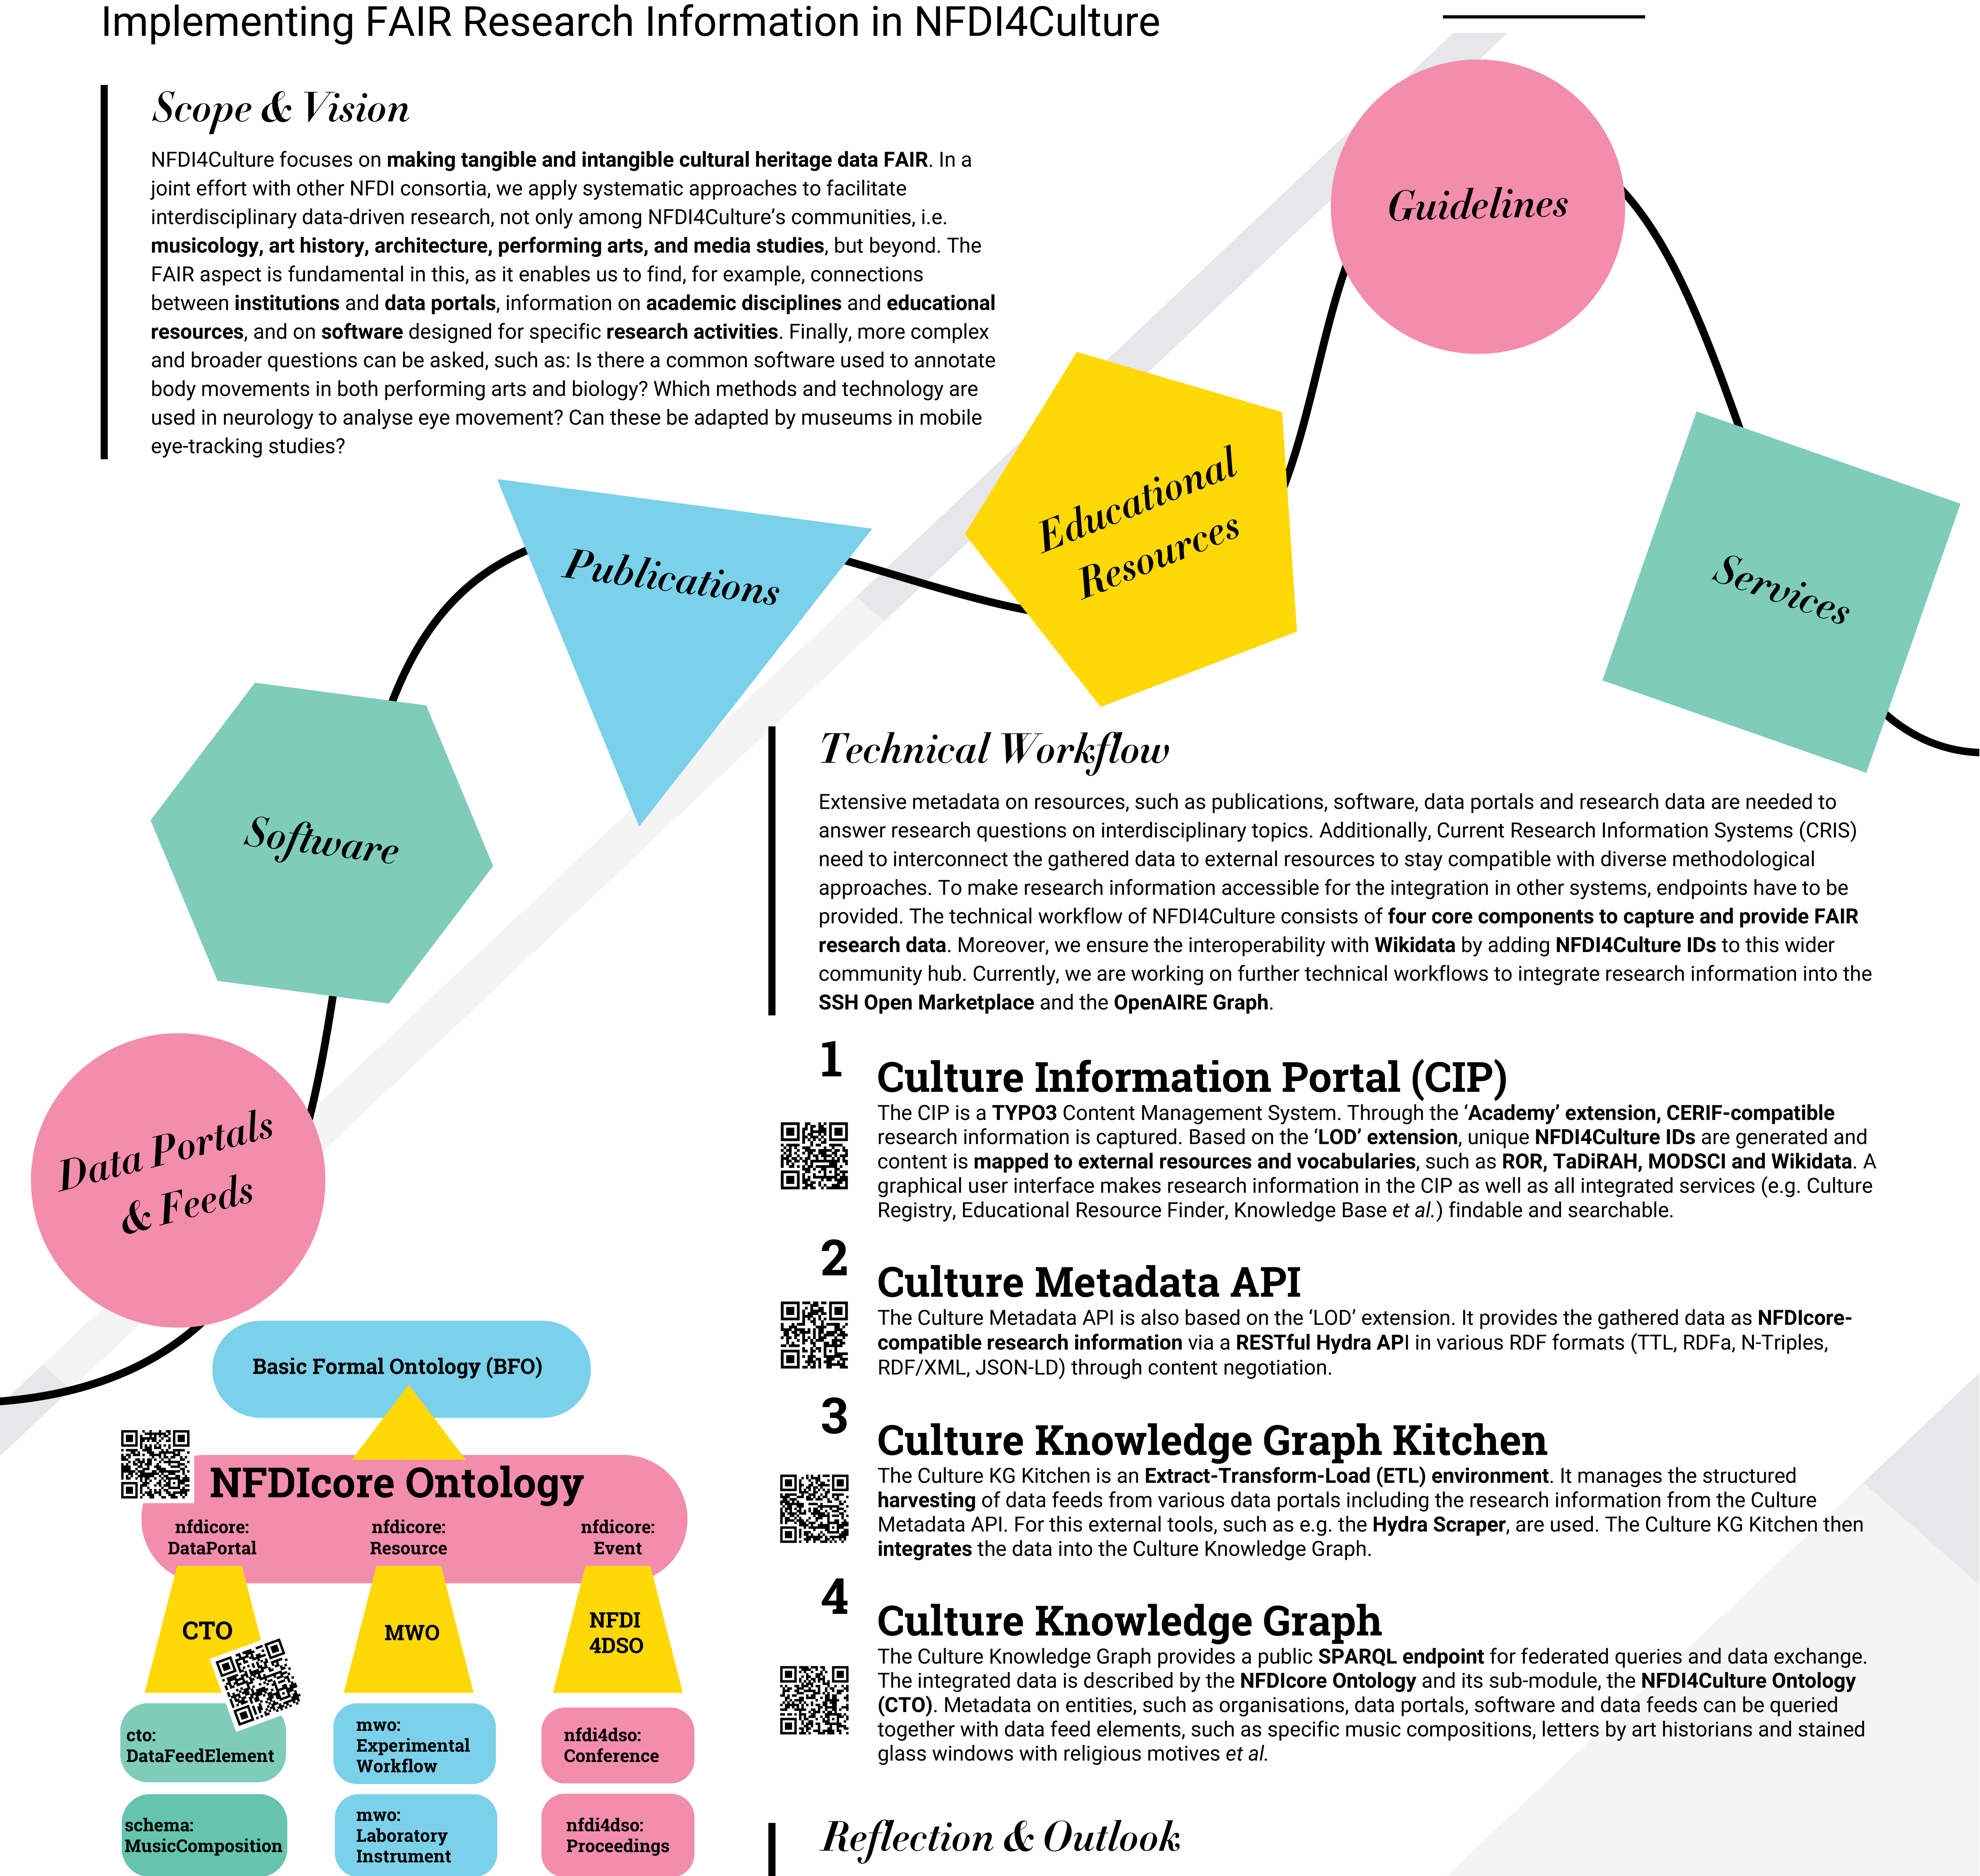 Implementing FAIR Research Information in NFDI4Culture
Scope & Vision
NFDI4Culture focuses on making tangible and intangible cultural heritage data FAIR. In a
joint effort with other NFDI consortia, we apply systematic approaches to facilitate
interdisciplinary data-driven research, not only among NFDI4Culture’s communities, i.e.
musicology, art history, architecture, performing arts, and media studies, but beyond. The
FAIR aspect is fundamental in this, as it enables us to find, for example, connections
between institutions and data portals, information on academic disciplines and educational
resources, and on software designed for specific research activities. Finally, more complex
and broader questions can be asked, such as: Is there a common software used to annotate
body movements in both performing arts and biology? Which methods and technology are
used in neurology to analyse eye movement? Can these be adapted by museums in mobile
eye-tracking studies?
Guidelines
Educational
Resources
Publications
Services
Software
Data Portals
& Feeds
Technical Workflow
Extensive metadata on resources, such as publications, software, data portals and research data are needed to
answer research questions on interdisciplinary topics. Additionally, Current Research Information Systems (CRIS)
need to interconnect the gathered data to external resources to stay compatible with diverse methodological
approaches. To make research information accessible for the integration in other systems, endpoints have to be
provided. The technical workflow of NFDI4Culture consists of four core components to capture and provide FAIR
research data. Moreover, we ensure the interoperability with Wikidata by adding NFDI4Culture IDs to this wider
community hub. Currently, we are working on further technical workflows to integrate research information into the
SSH Open Marketplace and the OpenAIRE Graph.
1
Culture Information Portal (CIP)
The CIP is a TYPO3 Content Management System. Through the ‘Academy’ extension, CERIF-compatible
research information is captured. Based on the ‘LOD’ extension, unique NFDI4Culture IDs are generated and
content is mapped to external resources and vocabularies, such as ROR, TaDiRAH, MODSCI and Wikidata. A
graphical user interface makes research information in the CIP as well as all integrated services (e.g. Culture
Registry, Educational Resource Finder, Knowledge Base et al.) findable and searchable.
2
Culture Metadata API
The Culture Metadata API is also based on the ‘LOD’ extension. It provides the gathered data as NFDIcore-
compatible research information via a RESTful Hydra API in various RDF formats (TTL, RDFa, N-Triples,
RDF/XML, JSON-LD) through content negotiation.
3
Culture Knowledge Graph Kitchen
The Culture KG Kitchen is an Extract-Transform-Load (ETL) environment. It manages the structured
harvesting of data feeds from various data portals including the research information from the Culture
Metadata API. For this external tools, such as e.g. the Hydra Scraper, are used. The Culture KG Kitchen then
integrates the data into the Culture Knowledge Graph.
4
Culture Knowledge Graph
The Culture Knowledge Graph provides a public SPARQL endpoint for federated queries and data exchange.
The integrated data is described by the NFDIcore Ontology and its sub-module, the NFDI4Culture Ontology
(CTO). Metadata on entities, such as organisations, data portals, software and data feeds can be queried
together with data feed elements, such as specific music compositions, letters by art historians and stained
glass windows with religious motives et al.
Basic Formal Ontology (BFO)
NFDIcore Ontology
nfdicore:
DataPortal
nfdicore:
Resource
nfdicore:
Event
CTO
MWO
NFDI
4DSO
cto:
DataFeedElement
mwo:
Experimental
Workflow
nfdi4dso:
Conference
schema:
MusicComposition
mwo:
Laboratory
Instrument
nfdi4dso:
Proceedings
Reflection & Outlook